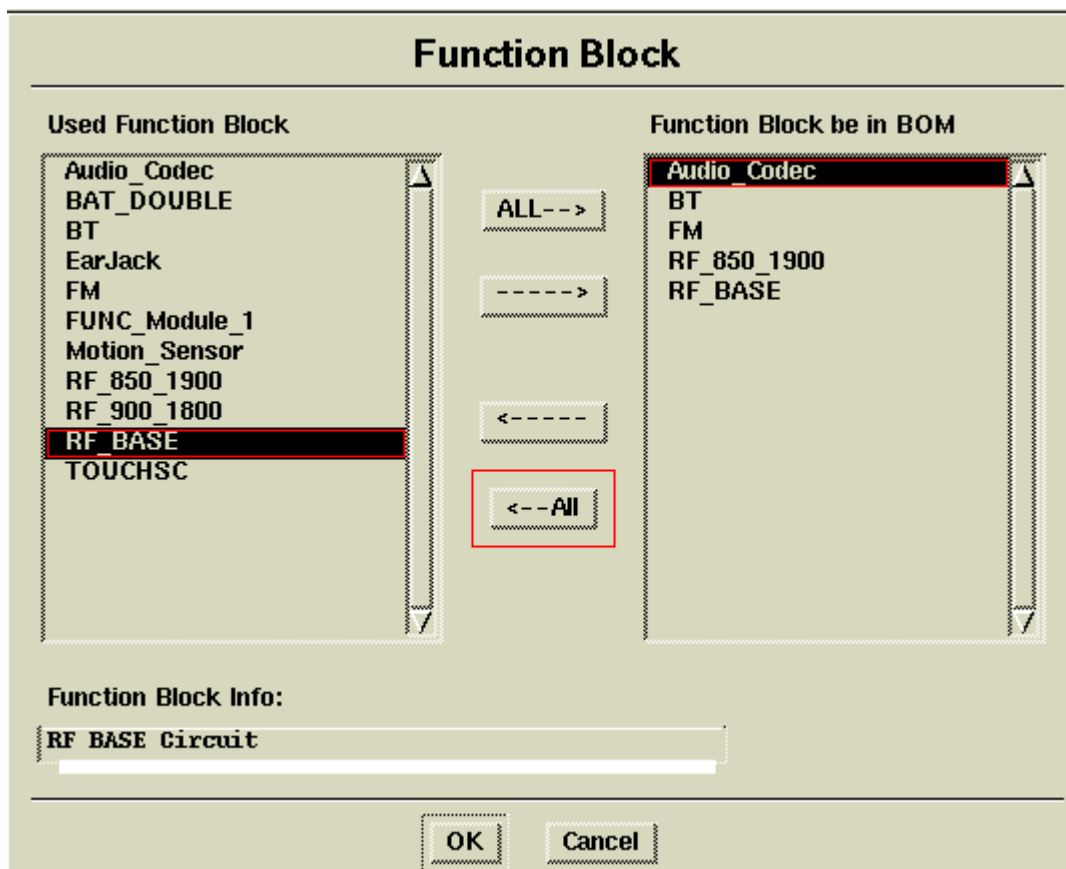 Function Block
Used Function Block
Audio_Codec
BAT_DOUBLE
BT
EarJack
FM
FUNC_Module_1
Motion_Sensor
RF_850_1900
RF_900_1800
RF_BASE
TOUCHSC
ALL-->
----->
<-----
<--All
Function Block be in BOM
Audio_Codec
BT
FM
RF_850_1900
RF_BASE
Function Block Info:
RF BASE Circuit
OK
Cancel